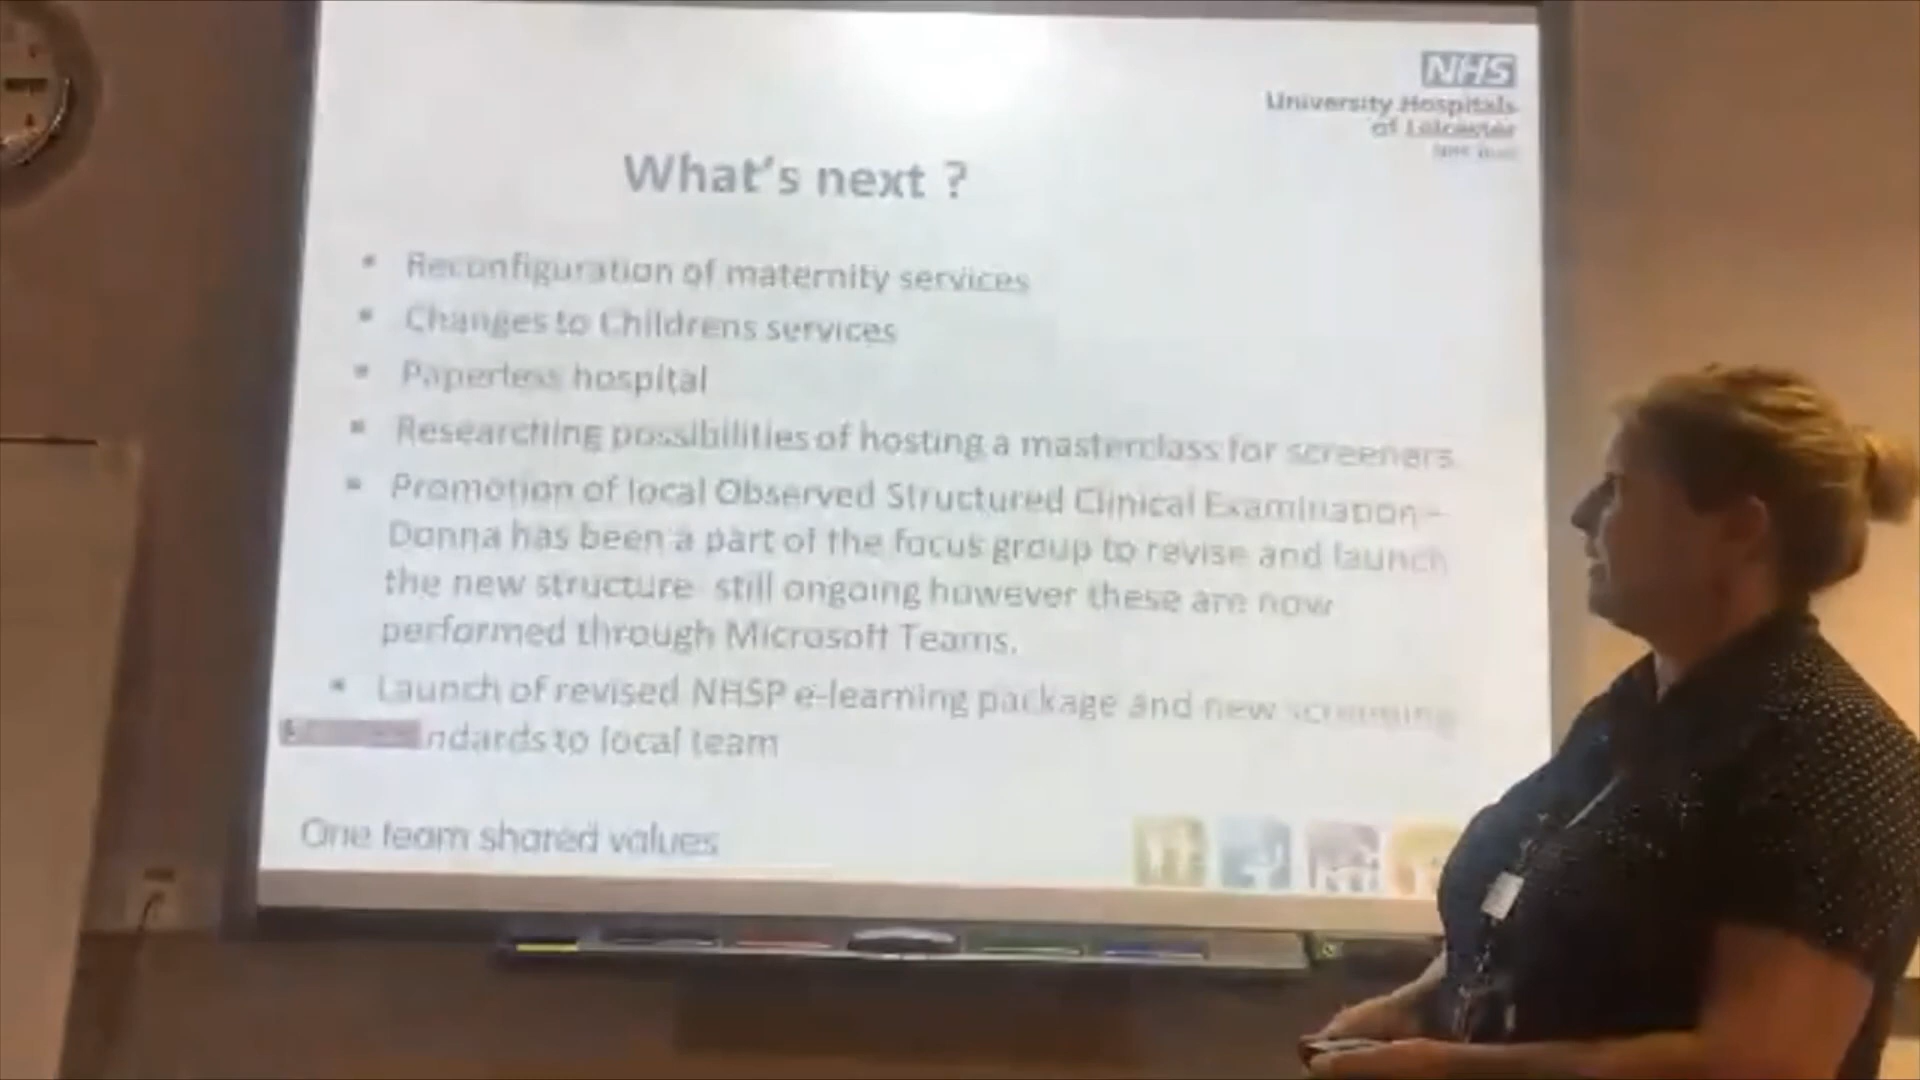 NHS
University Hospitals
of Leicester
NHS Trust
What's next ?
▪ Reconfiguration of maternity services
▪ Changes to Childrens services
▪ Paperless hospital
▪ Researching possibilities of hosting a masterclass for screeners
▪ Promotion of local Observed Structured Clinical Examination –
Donna has been a part of the focus group to revise and launch
the new structure still ongoing however these are now
performed through Microsoft Teams.
▪ Launch of revised NHSP e-learning package and new screening
ndards to local team
One team shared values